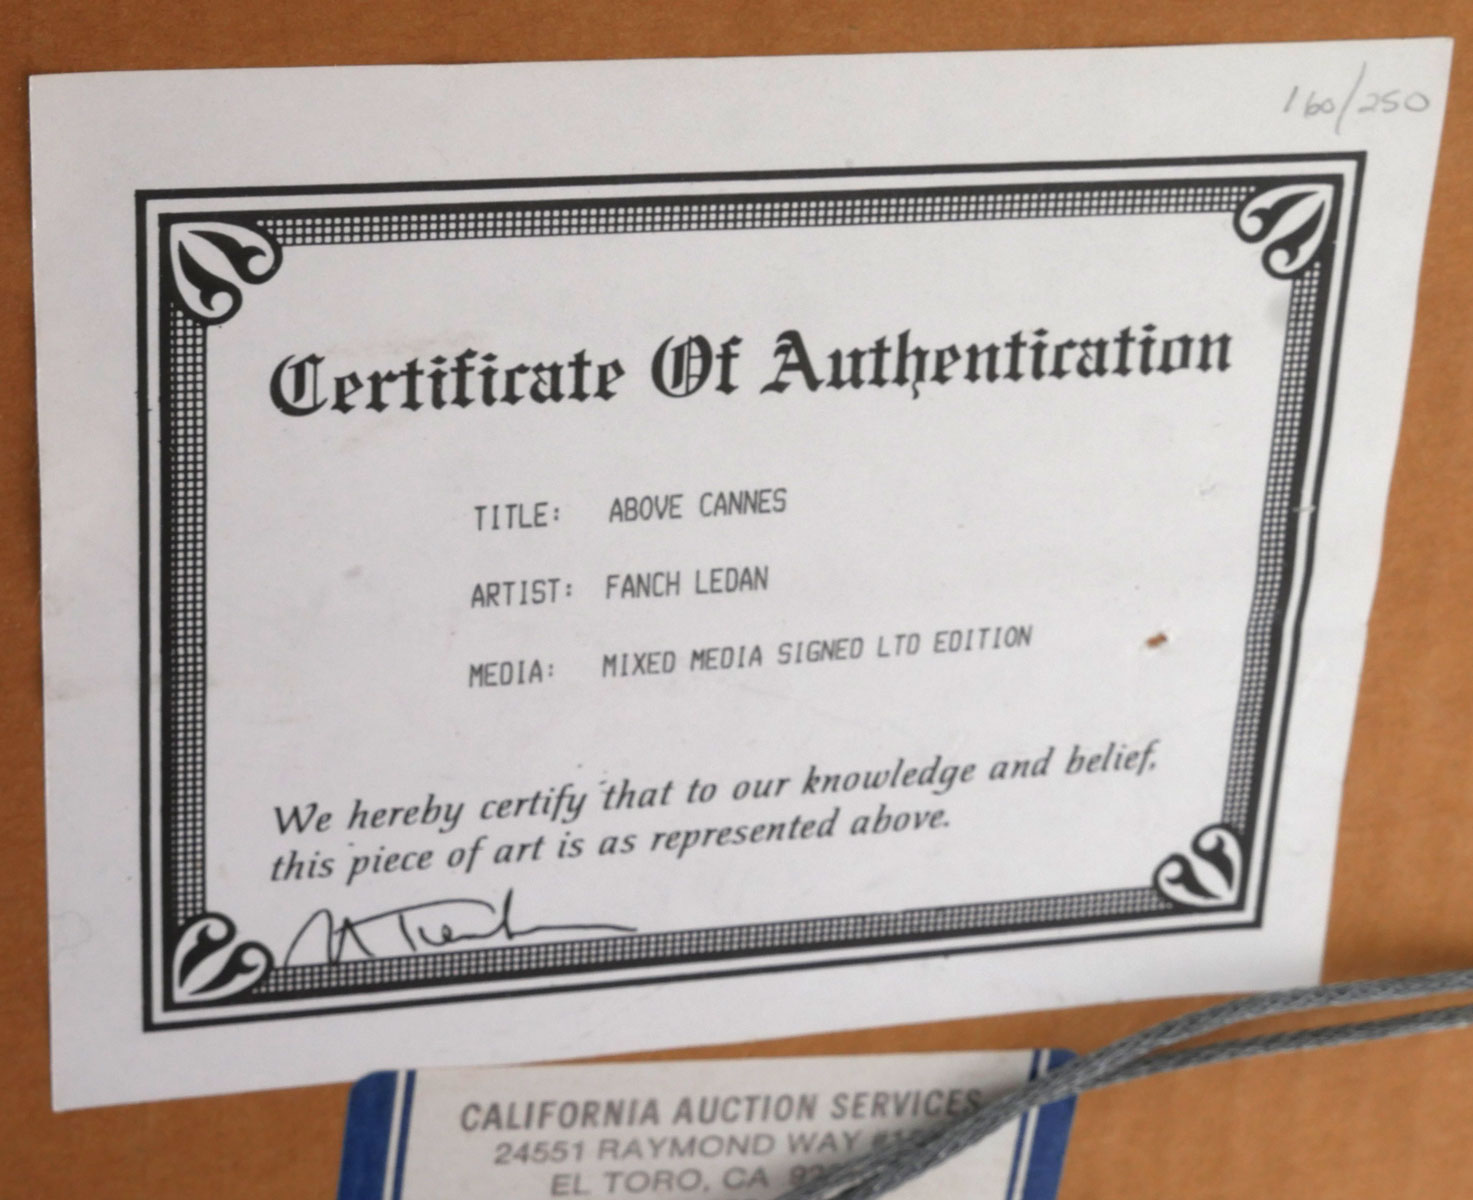 160/250
Certificate Of Authentication
TITLE: ABOVE CANNES
ARTIST: FANCH LEDAN
MEDIA: MIXED MEDIA SIGNED LTD EDITION
We hereby certify that to our knowledge and belief,
this piece of art is as represented above.
CALIFORNIA AUCTION SERVICES
24551 RAYMOND WAY
EL TORO, CA